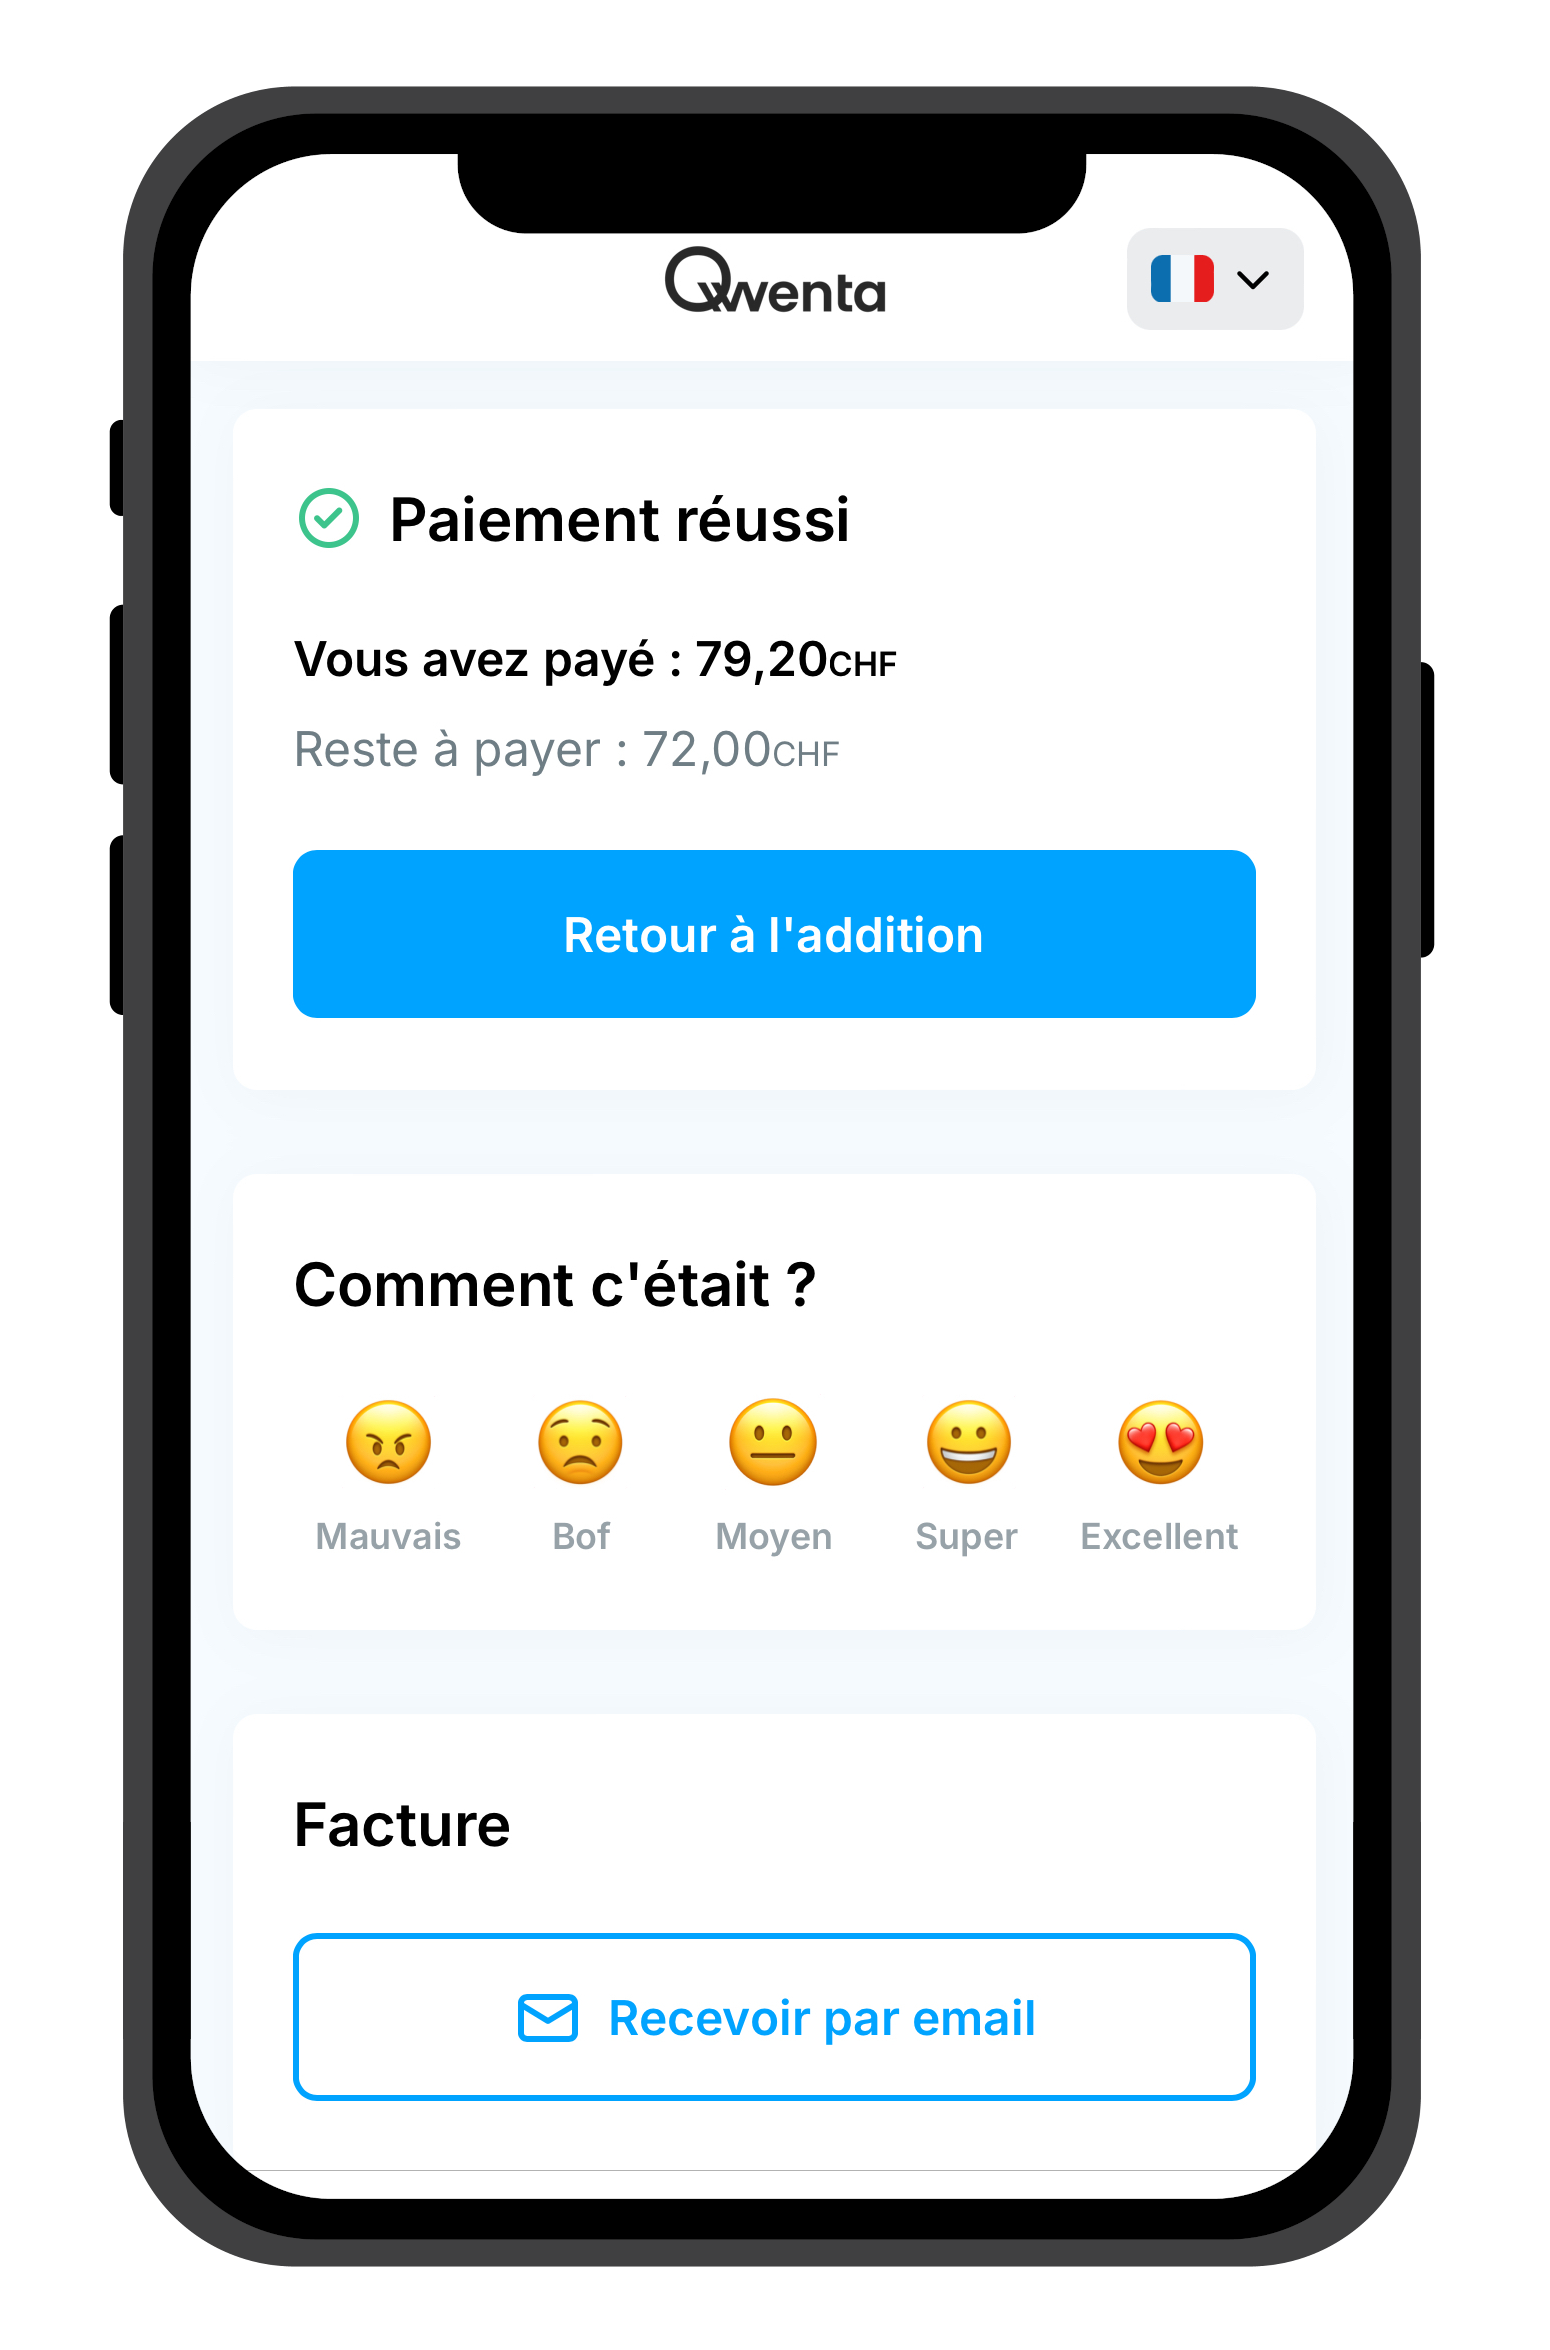 Qwenta
Paiement réussi
Vous avez payé : 79,20CHF
Reste à payer : 72,00CHF
Retour à l'addition
Comment c'était ?
Mauvais Bof Moyen Super Excellent
Facture
Recevoir par email